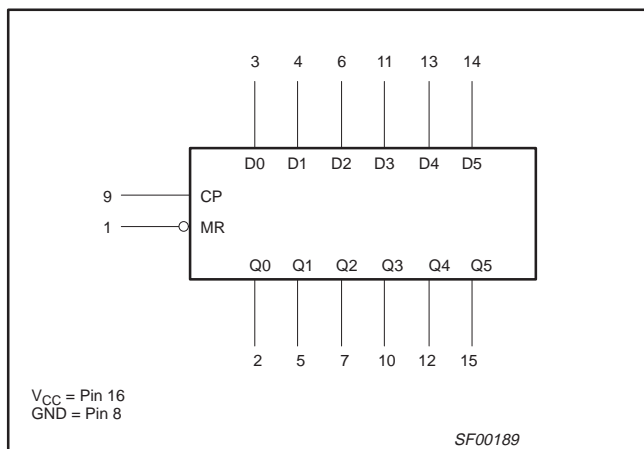 3 4 6 11 13 14
D0 D1 D2 D3 D4 D5
9 CP
1 MR
Q0 Q1 Q2 Q3 Q4 Q5
2 5 7 10 12 15
VCC = Pin 16
GND = Pin 8
SF00189